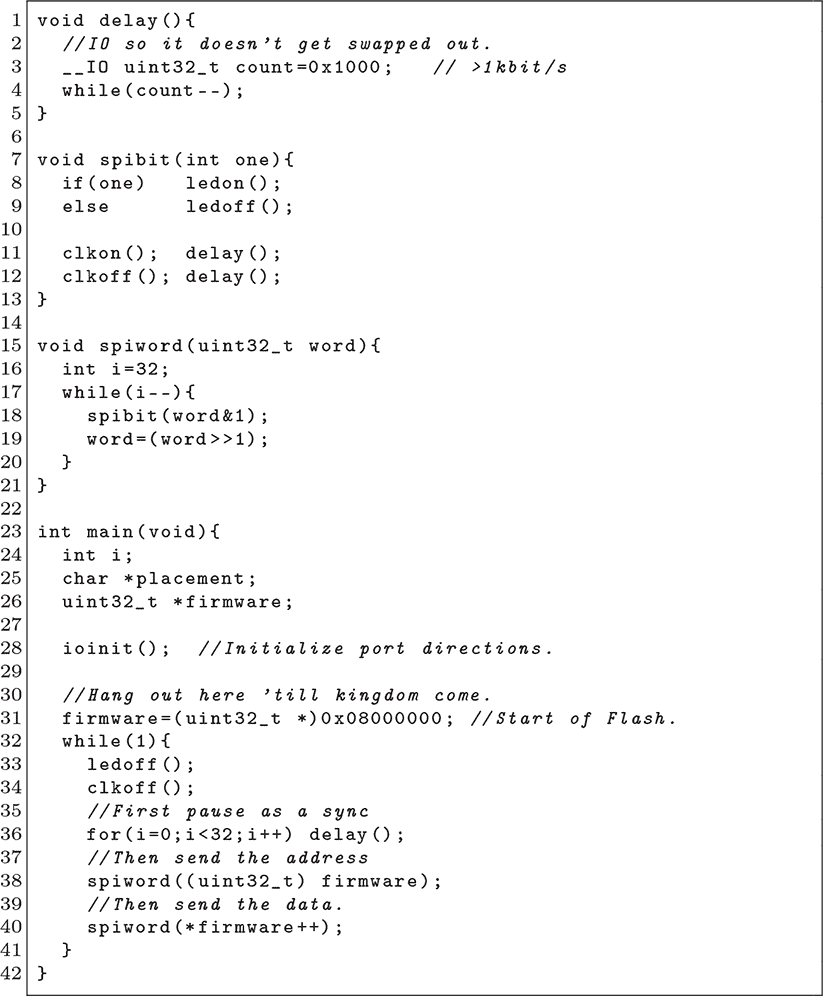 1 void delay(){
2   //IO so it doesn't get swapped out.
3   __IO uint32_t count=0x1000;   // >1kbit/s
4   while(count--);
5 }
6
7 void spibit(int one){
8   if(one)   ledon();
9   else      ledoff();
10
11   clkon();  delay();
12   clkoff(); delay();
13 }
14
15 void spiword(uint32_t word){
16   int i=32;
17   while(i--){
18     spibit(word&1);
19     word=(word>>1);
20   }
21 }
22
23 int main(void){
24   int i;
25   char *placement;
26   uint32_t *firmware;
27
28   ioinit();  //Initialize port directions.
29
30   //Hang out here 'till kingdom come.
31   firmware=(uint32_t *)0x08000000; //Start of Flash.
32   while(1){
33     ledoff();
34     clkoff();
35     //First pause as a sync
36     for(i=0;i<32;i++) delay();
37     //Then send the address
38     spiword((uint32_t) firmware);
39     //Then send the data.
40     spiword(*firmware++);
41   }
42 }